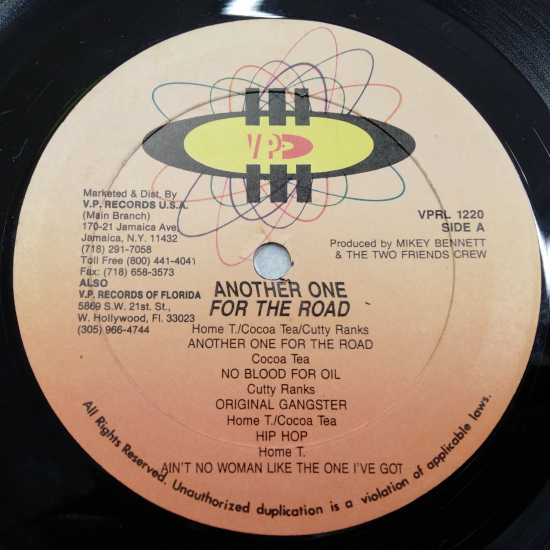 VP
Marketed & Dist. By
V.P. RECORDS U.S.A.
(Main Branch)
170-21 Jamaica Ave,
Jamaica, N.Y. 11432
(718) 291-7058
Toll Free (800) 441-4041
Fax: (718) 658-3573
ALSO
V.P. RECORDS OF FLORIDA
5869 S.W. 21st. St.,
W. Hollywood, Fl. 33023
(305) 966-4744
VPRL 1220
SIDE A
Produced by MIKEY BENNETT
& THE TWO FRIENDS CREW
ANOTHER ONE
FOR THE ROAD
Home T./Cocoa Tea/Cutty Ranks
ANOTHER ONE FOR THE ROAD
Cocoa Tea
NO BLOOD FOR OIL
Cutty Ranks
ORIGINAL GANGSTER
Home T./Cocoa Tea
HIP HOP
Home T.
AIN'T NO WOMAN LIKE THE ONE I'VE GOT
All Rights Reserved. Unauthorized duplication is a violation of applicable laws.